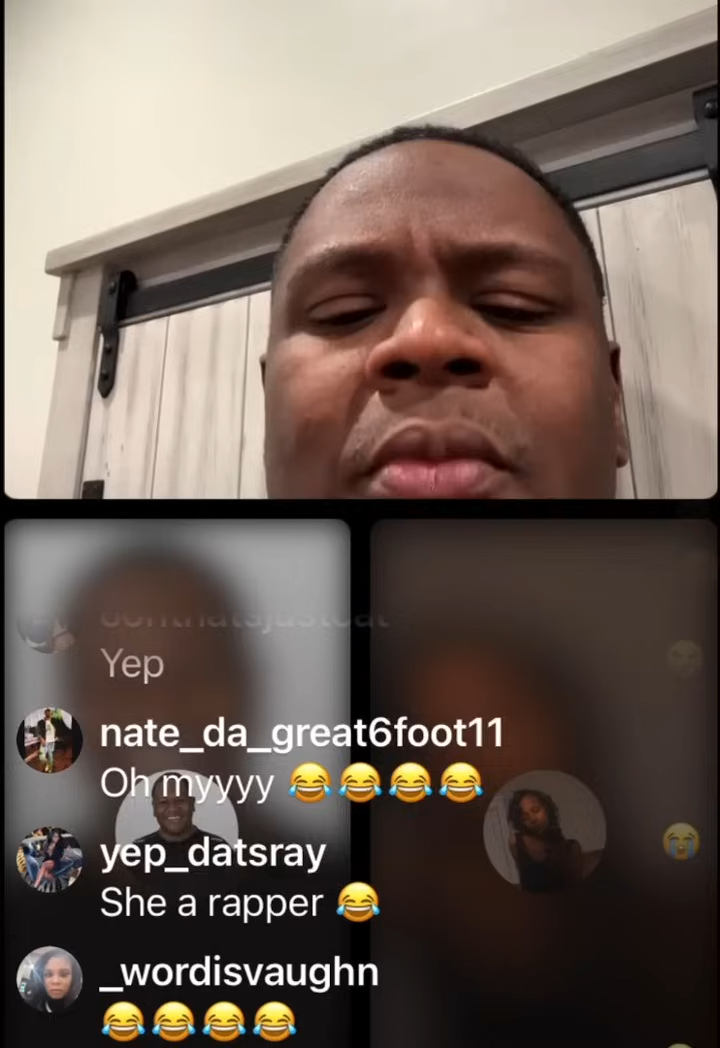 Yep
nate_da_great6foot11
Oh myyyy 😂😂😂😂
yep_datsray
She a rapper 😂
_wordisvaughn
😂😂😂😂